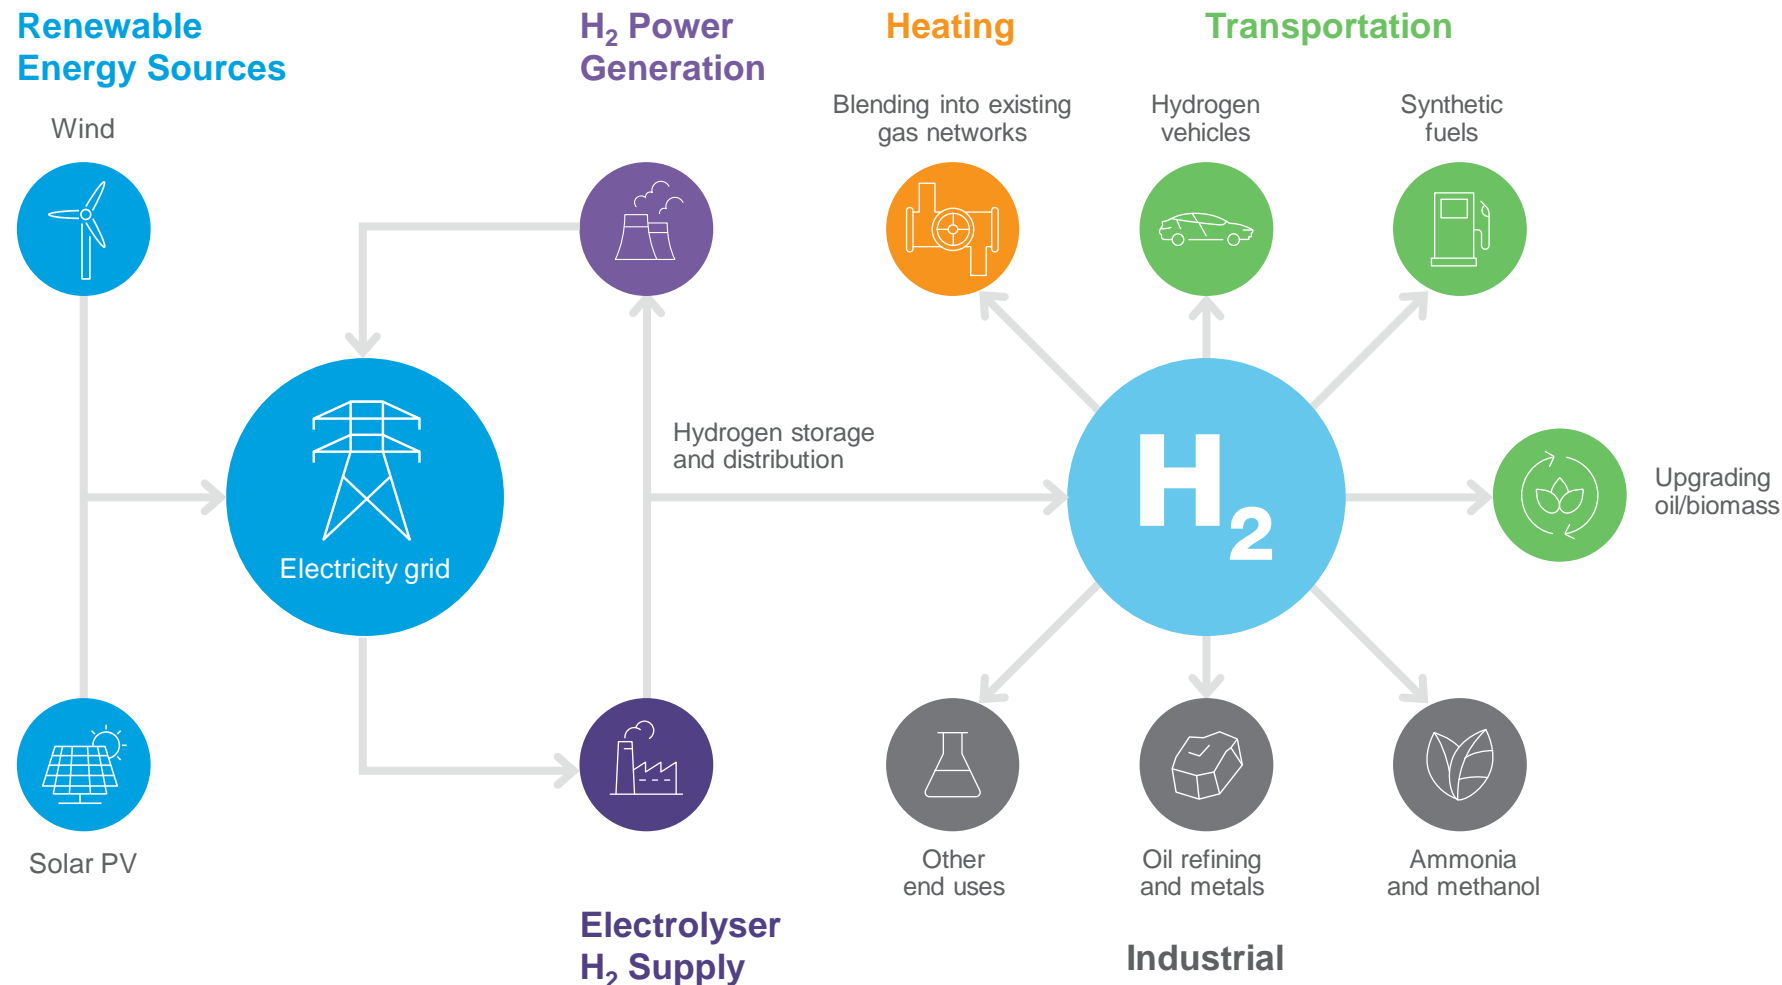 Renewable
Energy Sources
H₂ Power
Generation
Heating
Transportation
Wind
Blending into existing
gas networks
Hydrogen
vehicles
Synthetic
fuels
Hydrogen storage
and distribution
H₂
Upgrading
oil/biomass
Electricity grid
Solar PV
Other
end uses
Oil refining
and metals
Ammonia
and methanol
Electrolyser
H₂ Supply
Industrial